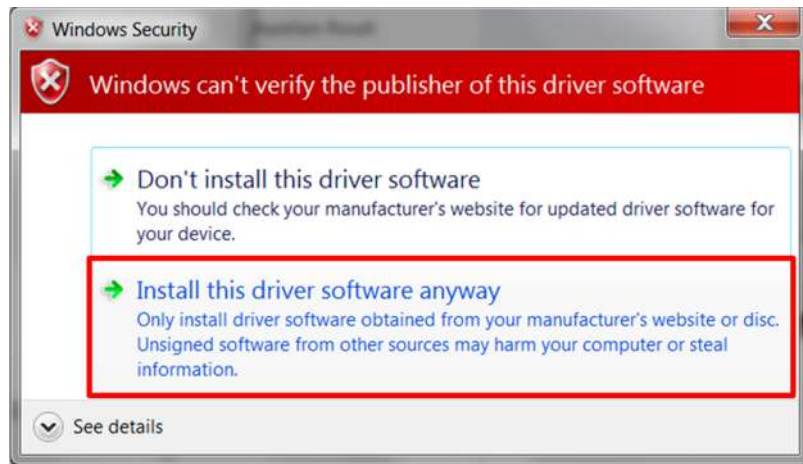 Windows Security
Windows can't verify the publisher of this driver software
Don't install this driver software
You should check your manufacturer's website for updated driver software for
your device.
Install this driver software anyway
Only install driver software obtained from your manufacturer's website or disc.
Unsigned software from other sources may harm your computer or steal
information.
See details